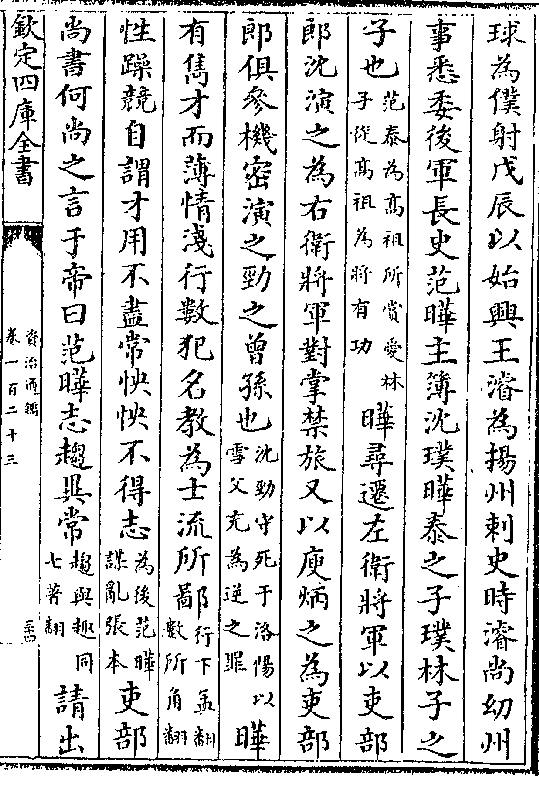 球為僕射戊辰以始興王濬為揚州刺史時濬尚幼州
事悉委後軍長史范曄主簿沈璞曄泰之子璞林子之
子也范泰為高祖所賞愛林子從高祖為將有功曄尋遷左衛將軍以吏部
郎沈演之為右衛將軍對掌禁旅又以庾炳之為吏部
郎俱參機密演之勁之曾孫也沈勁守死于洛陽以雪父充為逆之罪曄
有雋才而薄情淺行數犯名教為士流所鄙行下孟翻數所角翻
性躁競自謂才用不盡常怏怏不得志為後范曄謀亂張本吏部
尚書何尚之言于帝曰范曄志趨異常趨與趣同七喻翻請出
欽定四庫全書
資治通鑑
卷一百二十三